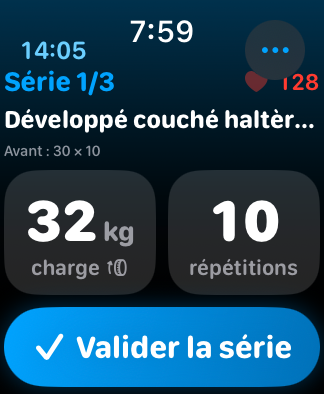 7:59
14:05
Série 1/3
128
Développé couché haltèr...
Avant : 30 × 10
32 kg
10
charge
répétitions
Valider la série